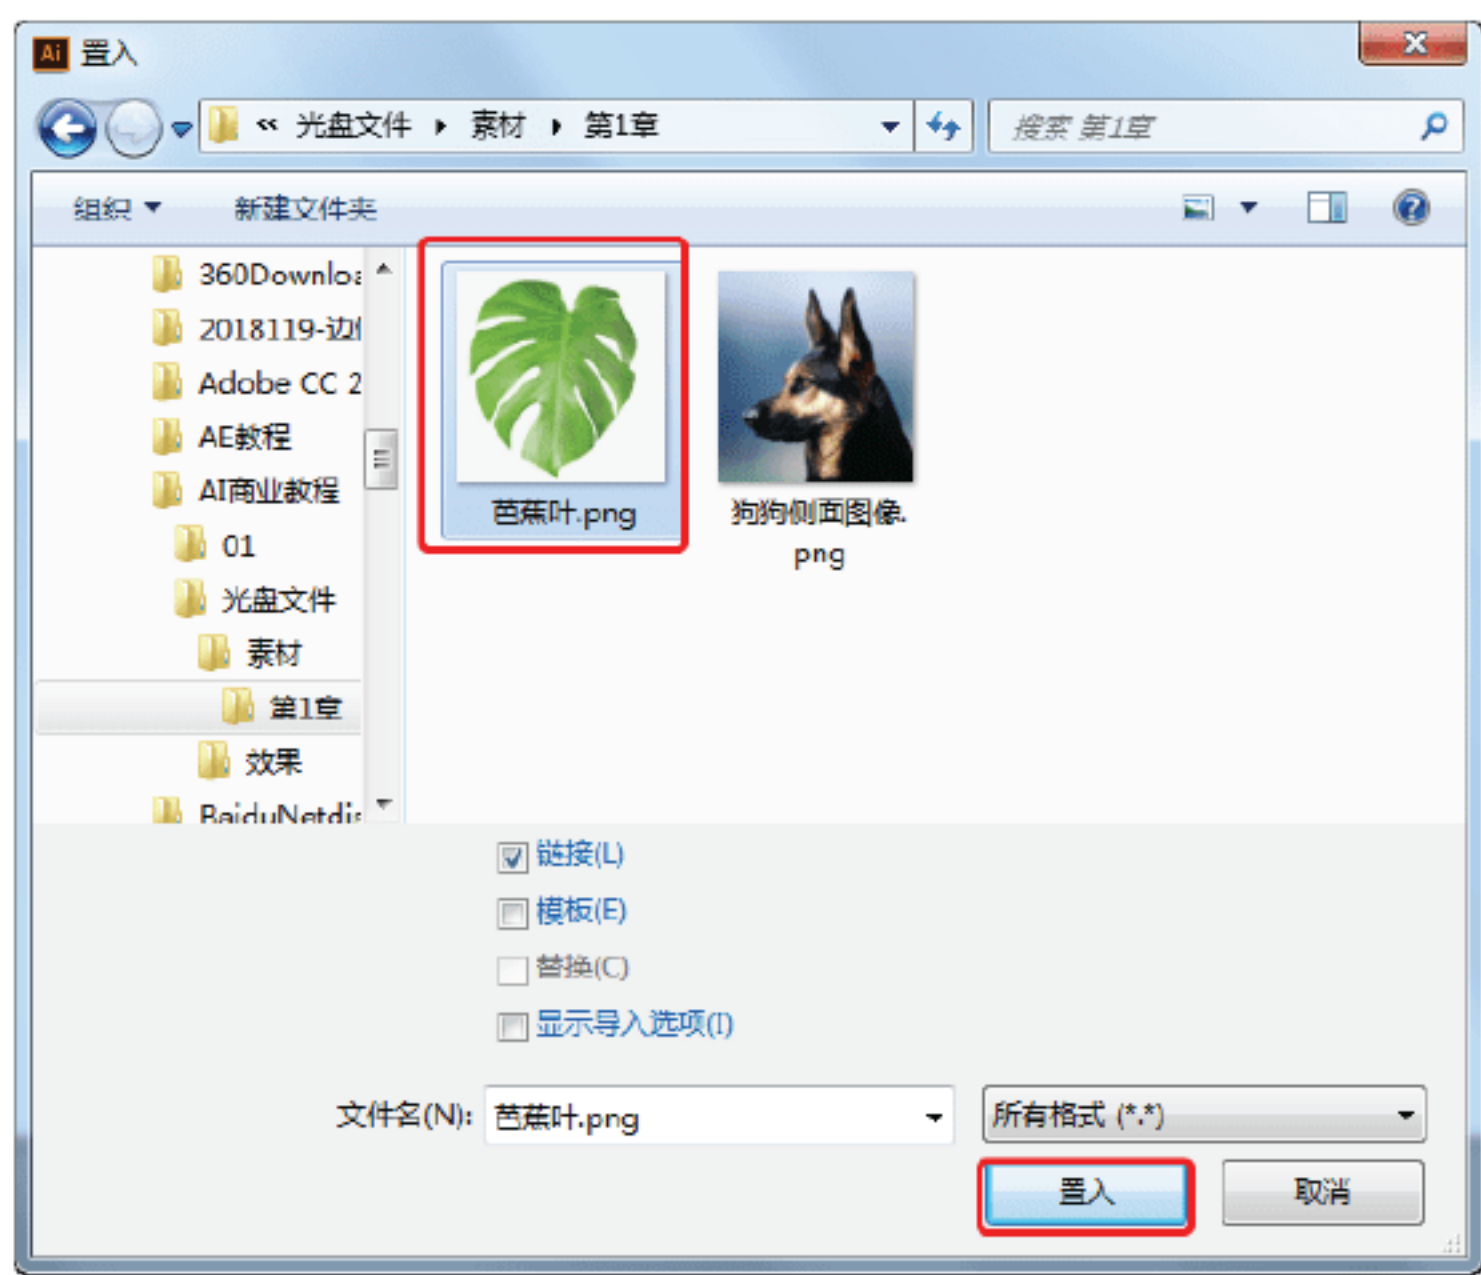 Ai 置入
« 光盘文件 ▸ 素材 ▸ 第1章
搜索 第1章
组织 新建文件夹
360Downloa
2018119-边
Adobe CC 2
AE教程
AI商业教程
01
光盘文件
素材
第1章
效果
BaiduNetdis
芭蕉叶.png
狗狗侧面图像.
png
链接(L)
模板(E)
替换(C)
显示导入选项(I)
文件名(N): 芭蕉叶.png 所有格式 (*.*)
置入 取消